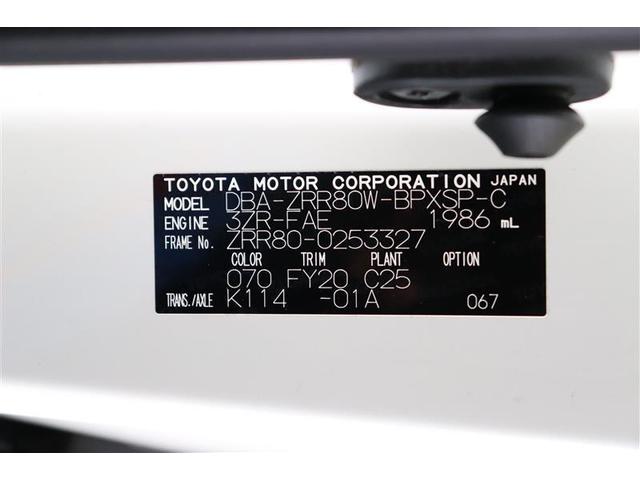 TOYOTA MOTOR CORPORATION JAPAN
MODEL DBA-ZRR80W-BPXSP-C
ENGINE 3ZR-FAE 1986 mL
FRAME No. ZRR80-0253327
COLOR TRIM PLANT OPTION
070 FY20 C25
TRANS./AXLE K114 -01A 067